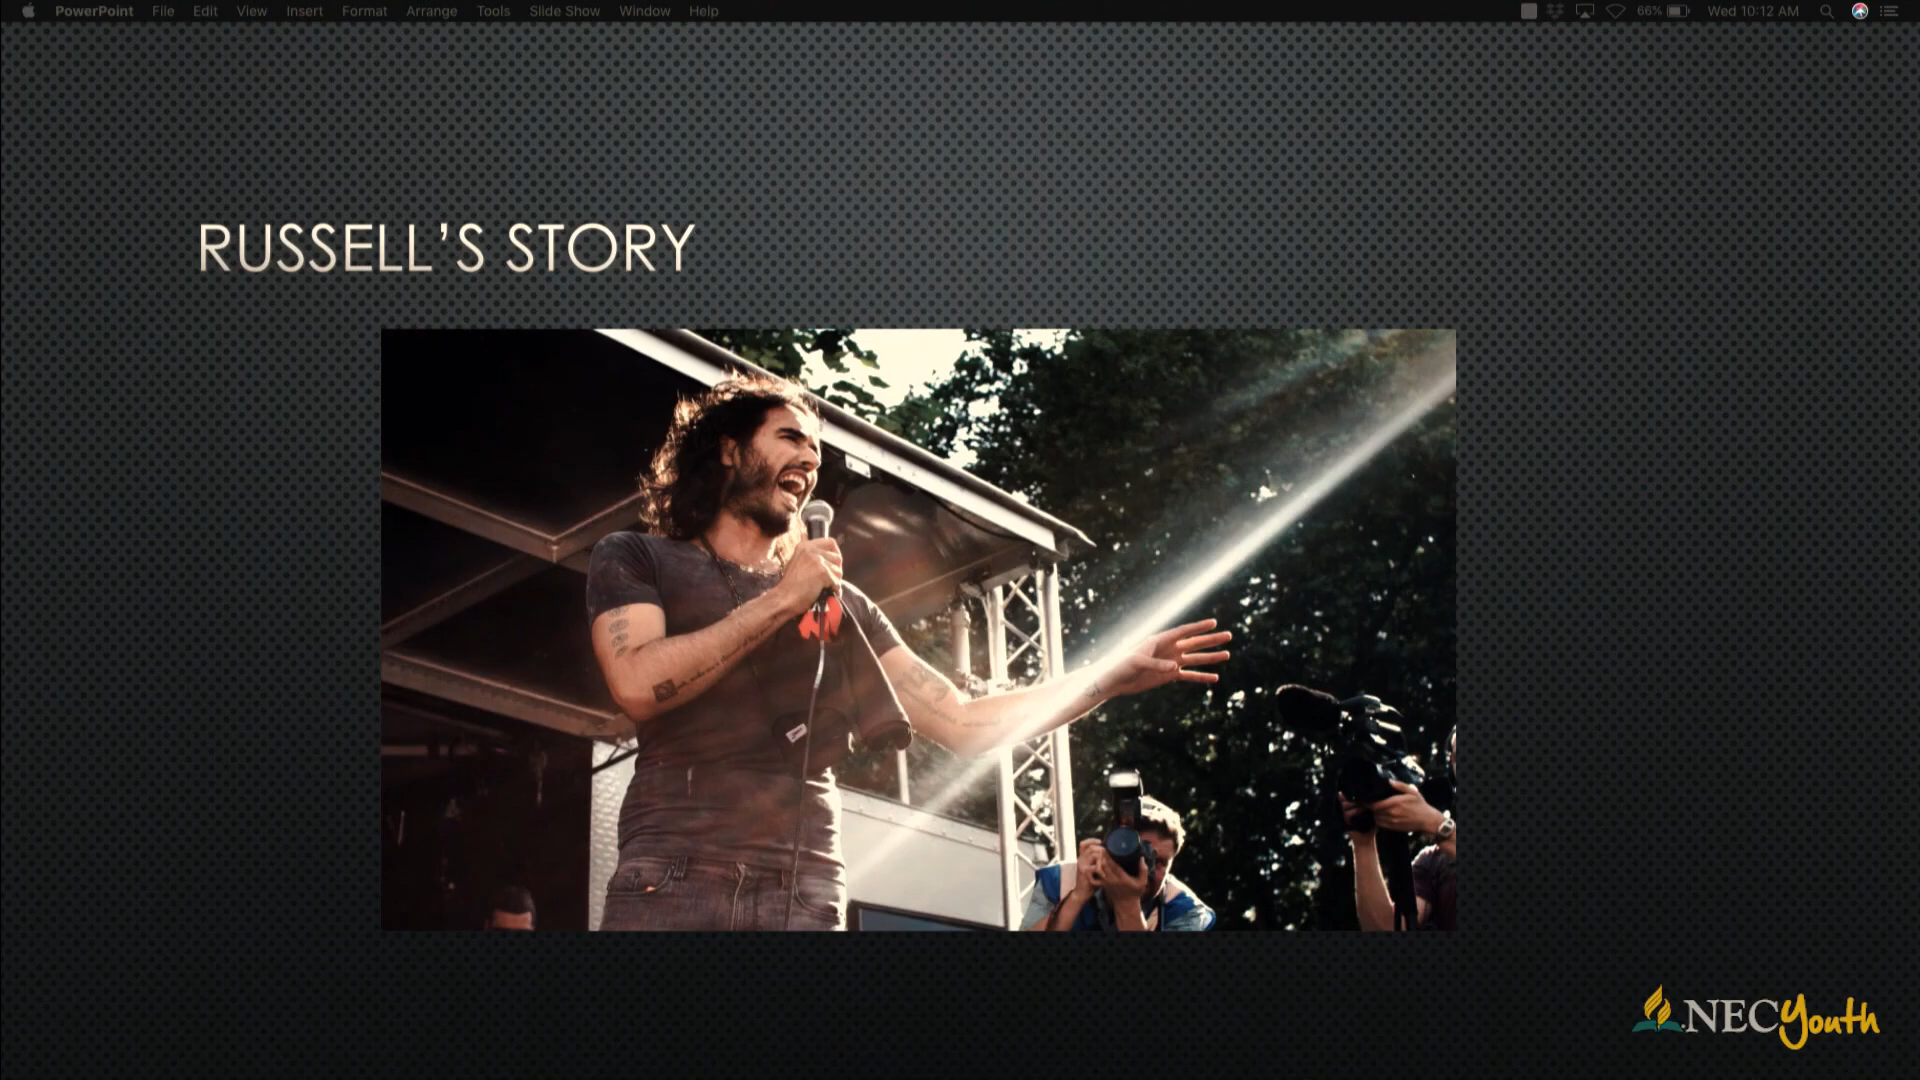 PowerPoint File Edit View Insert Format Arrange Tools Slide Show Window Help 66% Wed 10:12 AM
RUSSELL’S STORY
NECYouth